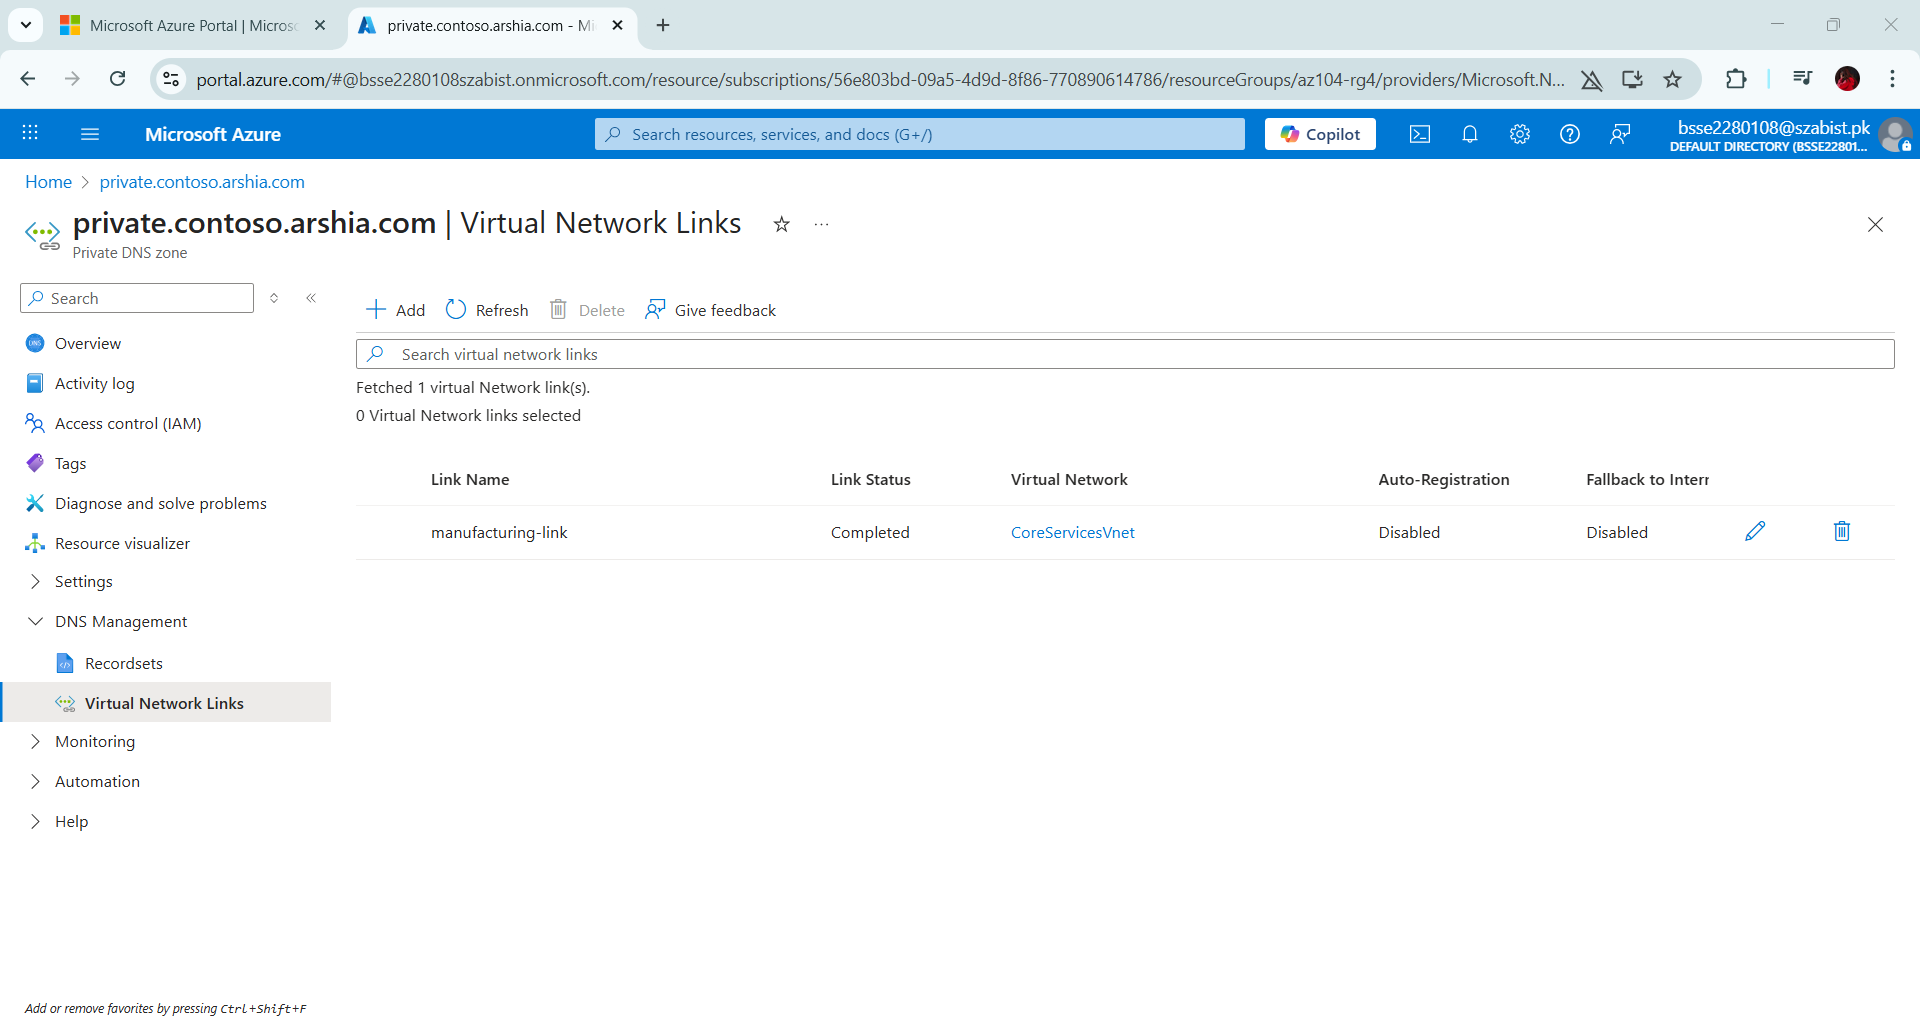 Microsoft Azure Portal | Microsc
private.contoso.arshia.com - Mi
portal.azure.com/#@bsse2280108szabist.onmicrosoft.com/resource/subscriptions/56e803bd-09a5-4d9d-8f86-770890614786/resourceGroups/az104-rg4/providers/Microsoft.N...
Microsoft Azure
Search resources, services, and docs (G+/)
Copilot
bsse2280108@szabist.pk
DEFAULT DIRECTORY (BSSE22801...
Home > private.contoso.arshia.com
private.contoso.arshia.com | Virtual Network Links
Private DNS zone
Search
Add
Refresh
Delete
Give feedback
Search virtual network links
Fetched 1 virtual Network link(s).
0 Virtual Network links selected
Link Name Link Status Virtual Network Auto-Registration Fallback to Interr
manufacturing-link Completed CoreServicesVnet Disabled Disabled
DNS
Overview
Activity log
Access control (IAM)
Tags
Diagnose and solve problems
Resource visualizer
Settings
DNS Management
Recordsets
Virtual Network Links
Monitoring
Automation
Help
Add or remove favorites by pressing Ctrl+Shift+F